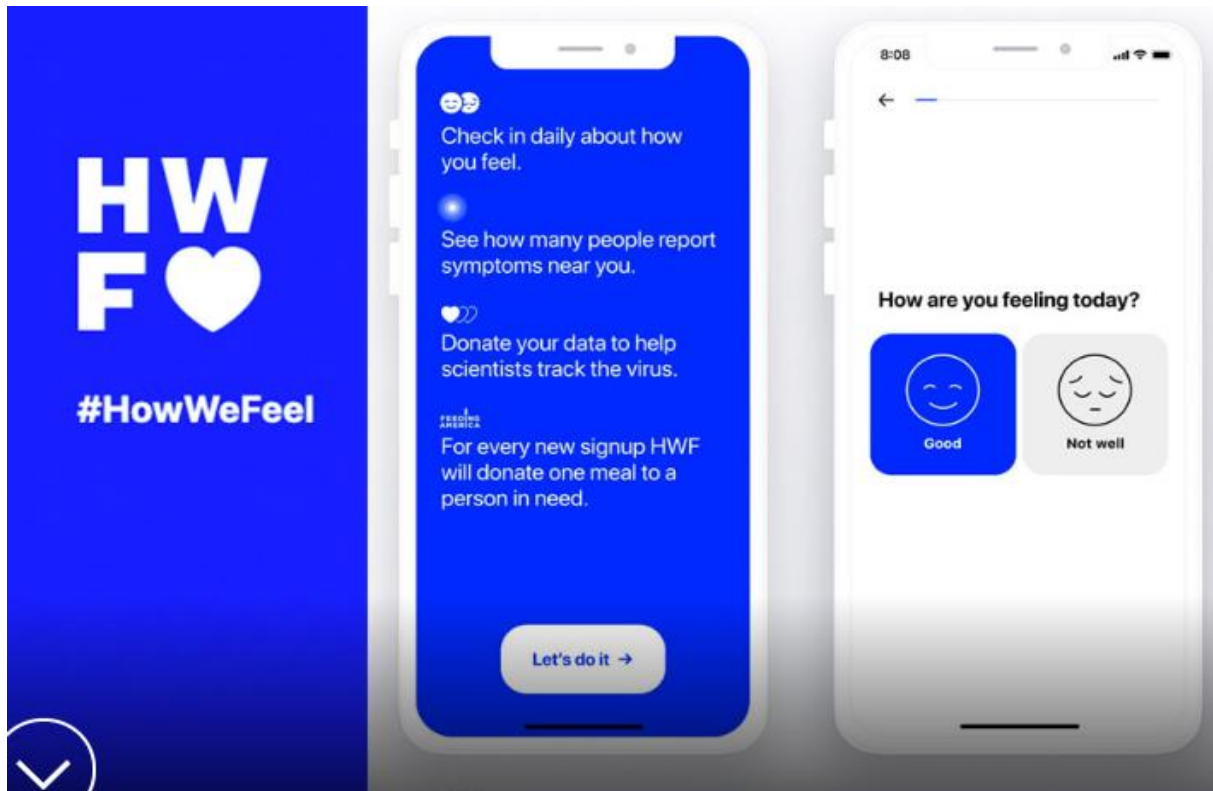 HW
F
#HowWeFeel
Check in daily about how
you feel.
See how many people report
symptoms near you.
Donate your data to help
scientists track the virus.
FEEDING
AMERICA
For every new signup HWF
will donate one meal to a
person in need.
Let's do it →
8:08
How are you feeling today?
Good
Not well